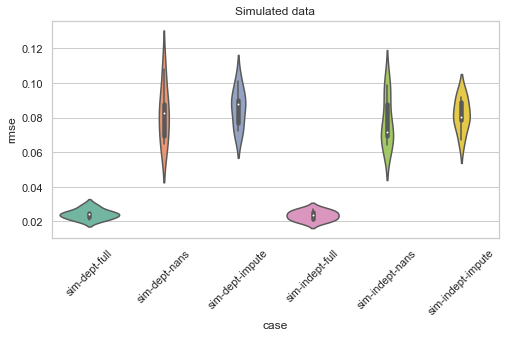 Simulated data
rmse
0.12
0.10
0.08
0.06
0.04
0.02
sim-dept-full
sim-dept-nans
sim-dept-impute
sim-indept-full
sim-indept-nans
sim-indept-impute
case